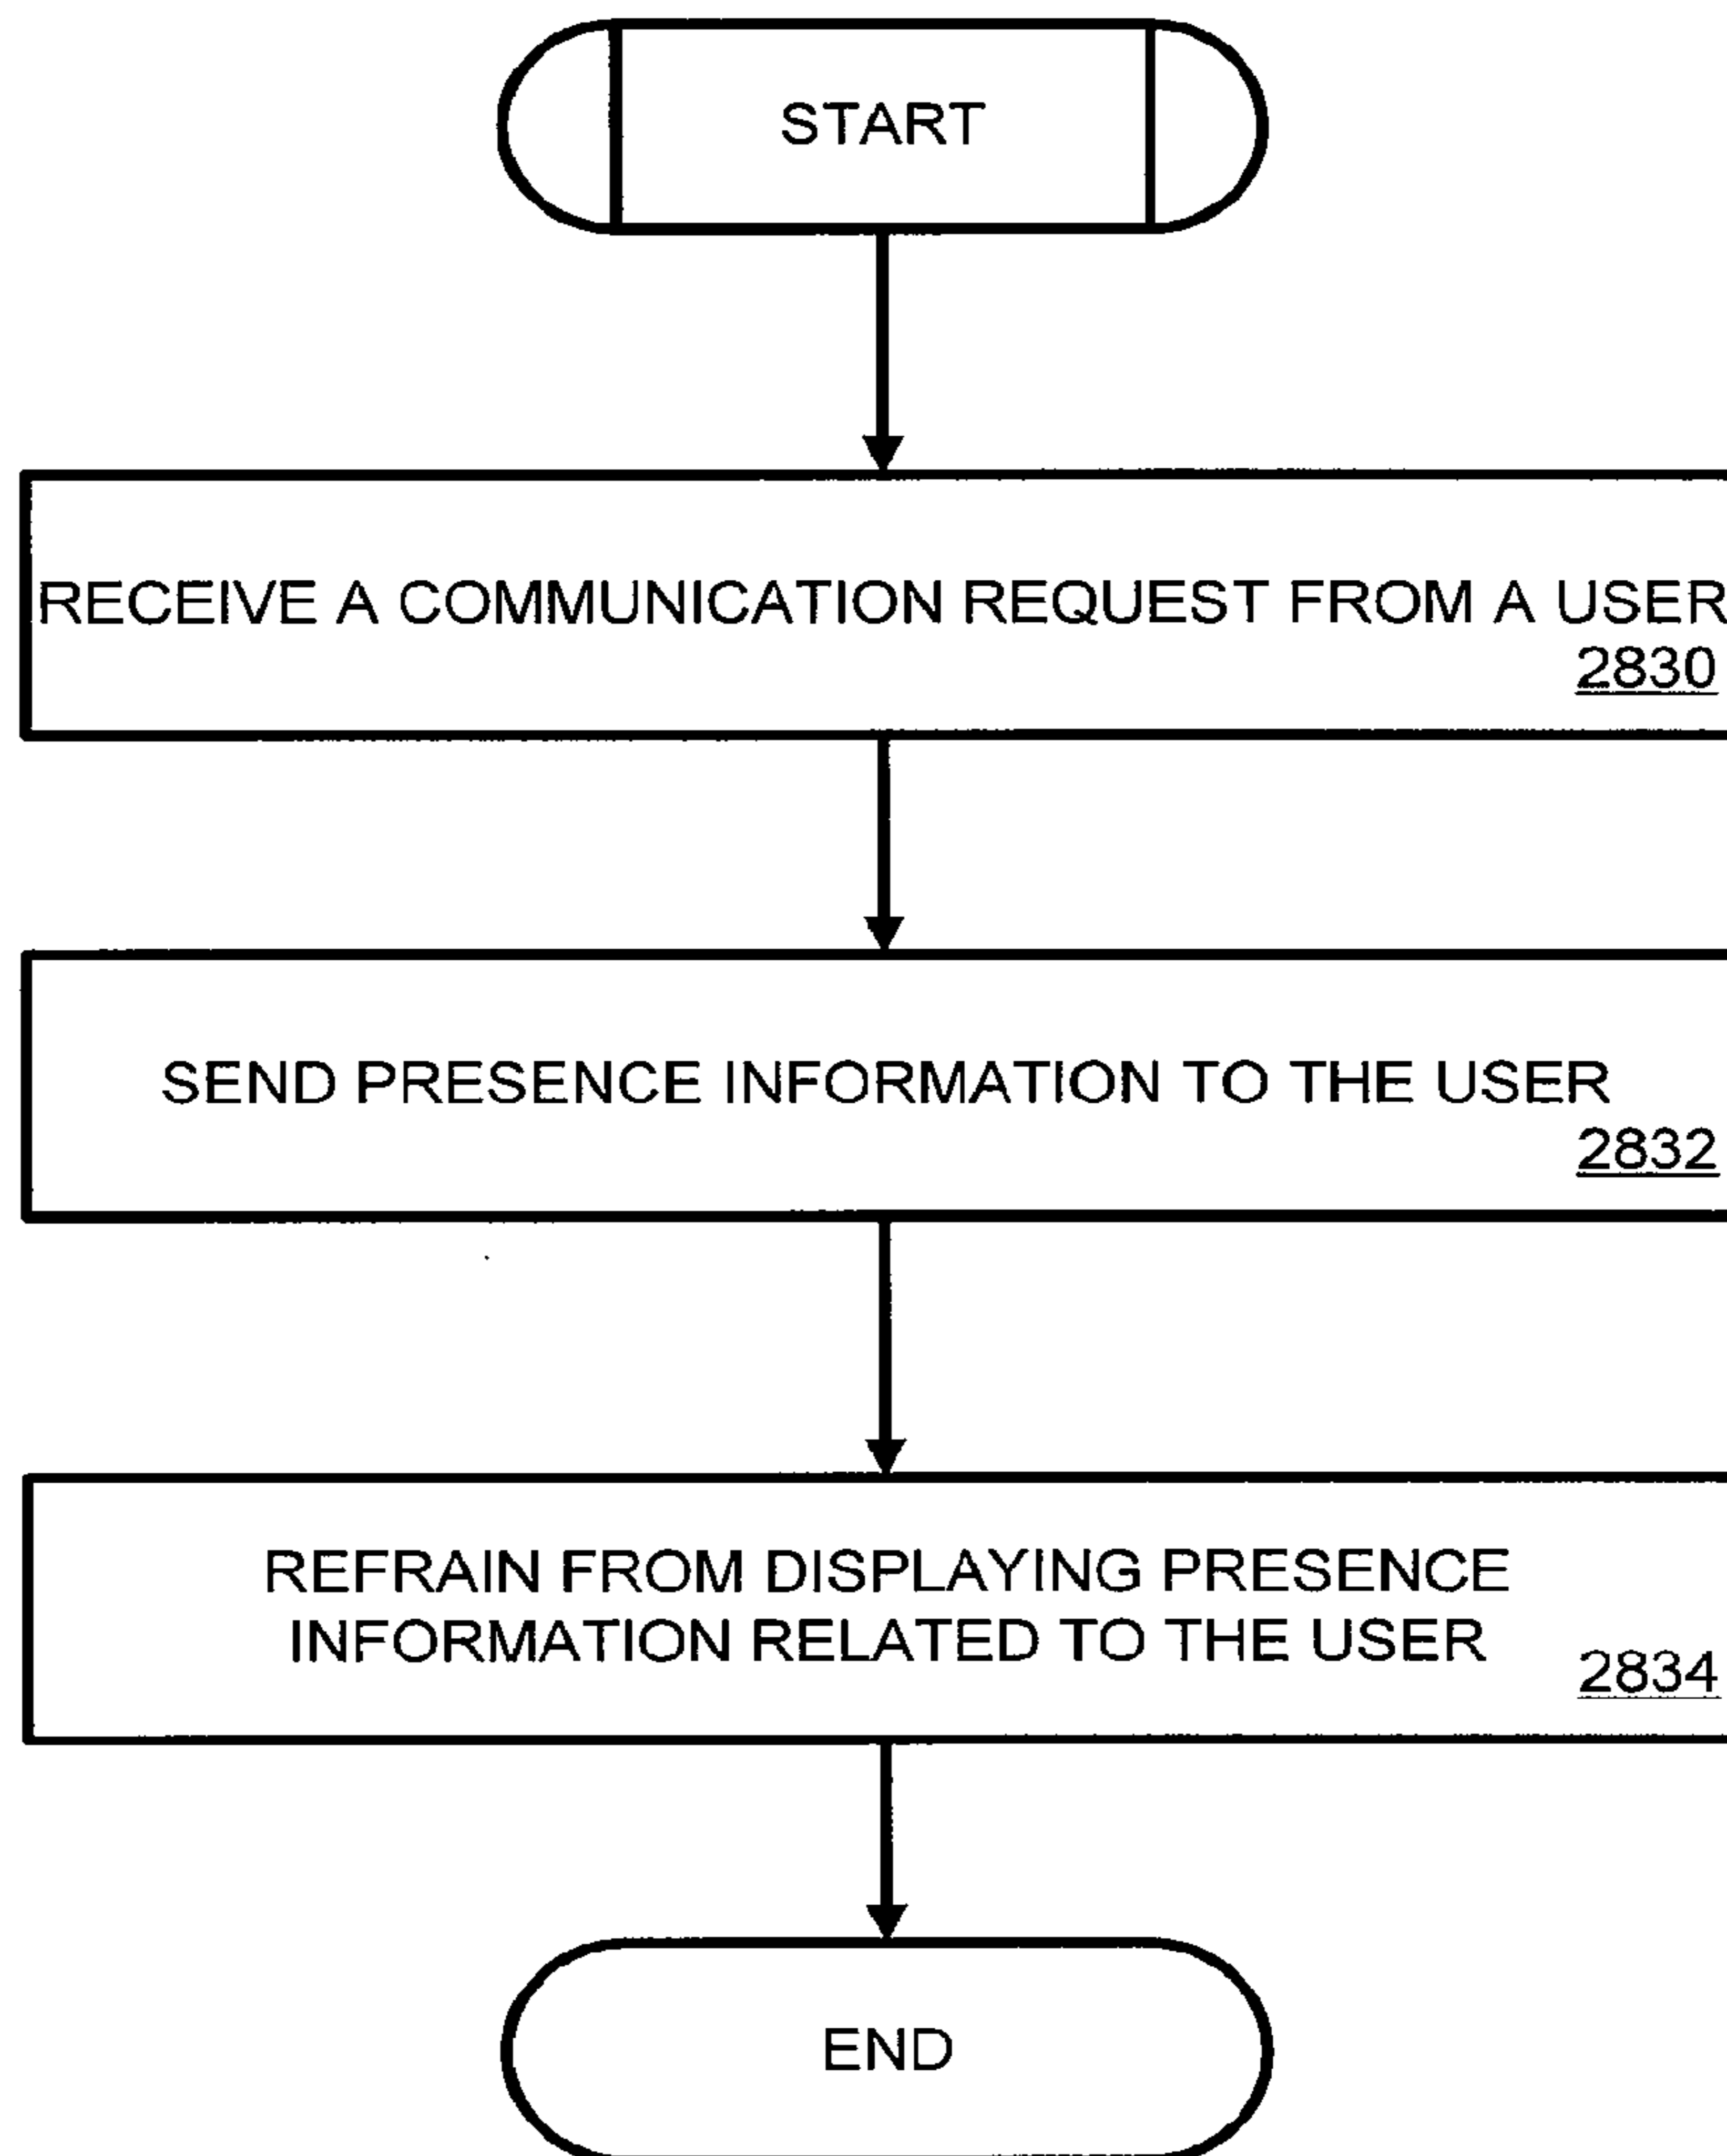 START
RECEIVE A COMMUNICATION REQUEST FROM A USER
2830
SEND PRESENCE INFORMATION TO THE USER
2832
REFRAIN FROM DISPLAYING PRESENCE
INFORMATION RELATED TO THE USER
2834
END